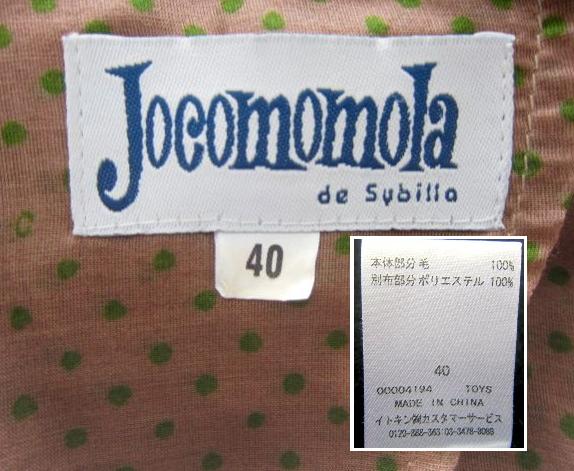 Jocomomola
de Sybilla
40
本体部分毛 100%
別布部分ポリエステル 100%
40
00004194 TOYS
MADE IN CHINA
イトキン㈱カスタマーサービス